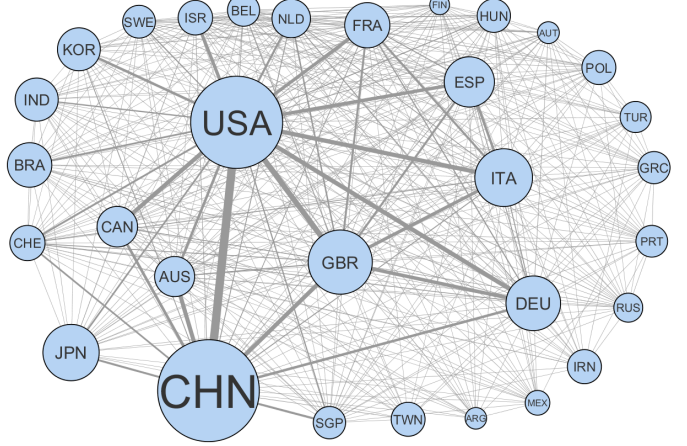 FIN
BEL
HUN
ISR
NLD
SWE
FRA
AUT
KOR
POL
ESP
IND
TUR
USA
BRA
GRC
ITA
CAN
CHE
PRT
GBR
AUS
DEU
RUS
JPN
IRN
CHN
MEX
SGP
TWN
ARG